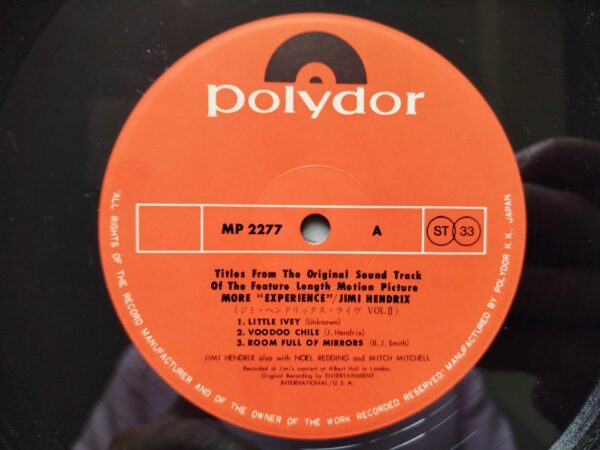 polydor
MP 2277 A ST 33
Titles From The Original Sound Track
Of The Feature Length Motion Picture
MORE "EXPERIENCE"/JIMI HENDRIX
(ジミ・ヘンドリックス・ライヴ VOL.II)
1. LITTLE IVEY (Unknown)
2. VOODOO CHILE (J. Hendrix)
3. ROOM FULL OF MIRRORS (B. J. Smith)
JIMI HENDRIX also with NOEL REDDING and MITCH MITCHELL
Recorded at Jimi's concert at Albert Hall in London,
Original Recording by ENTERTAINMENT
INTERNATIONAL/U. S. A.
"ALL RIGHTS OF THE RECORD MANUFACTURER AND OF THE OWNER OF THE WORK RECORDED RESERVED" MANUFACTURED BY POLYDOR K. K. JAPAN